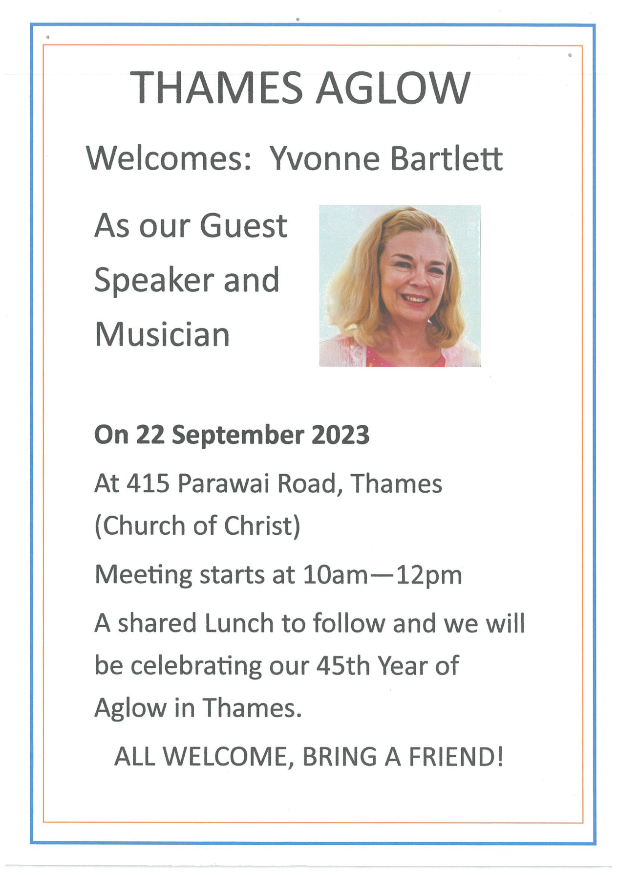 THAMES AGLOW
Welcomes: Yvonne Bartlett
As our Guest
Speaker and
Musician
On 22 September 2023
At 415 Parawai Road, Thames
(Church of Christ)
Meeting starts at 10am—12pm
A shared Lunch to follow and we will
be celebrating our 45th Year of
Aglow in Thames.
ALL WELCOME, BRING A FRIEND!